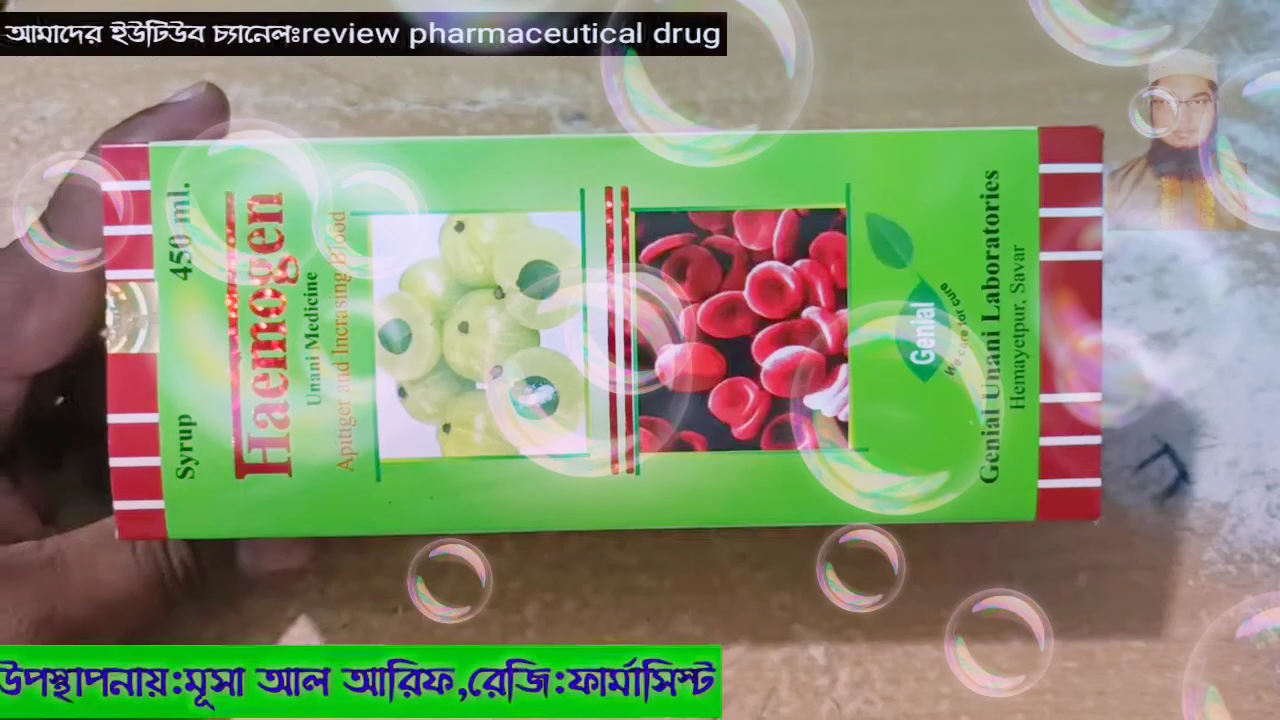 আমাদের ইউটিউব চ্যানেলঃreview pharmaceutical drug
Syrup 450 ml.
Haemogen
Unani Medicine
Apitiger and Incrasing Blood
Genial
We care for cure
Genial Unani Laboratories
Hemayetpur, Savar
উপস্থাপনায়:মূসা আল আরিফ,রেজি:ফার্মাসিস্ট